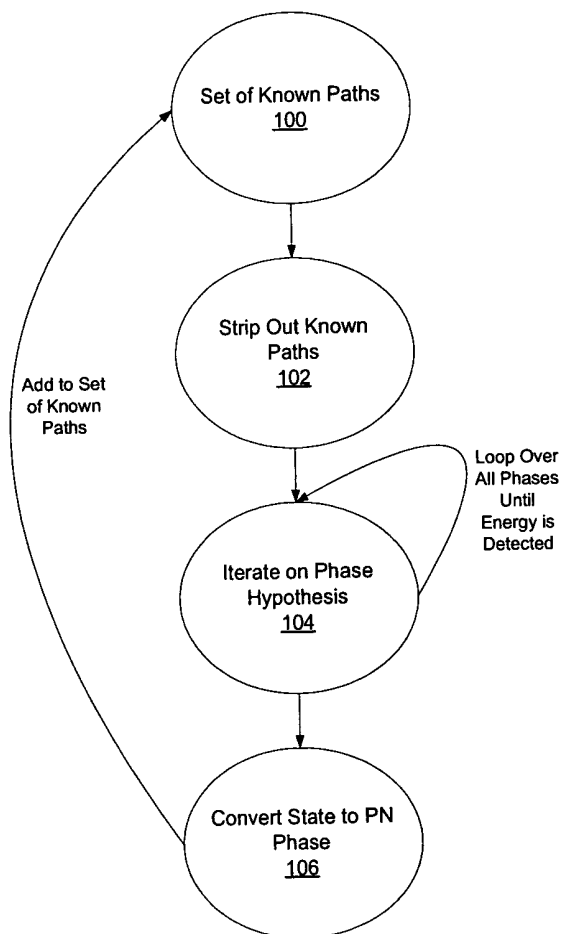 Set of Known Paths
100
Strip Out Known
Paths
102
Add to Set
of Known
Paths
Loop Over
All Phases
Until
Energy is
Detected
Iterate on Phase
Hypothesis
104
Convert State to PN
Phase
106